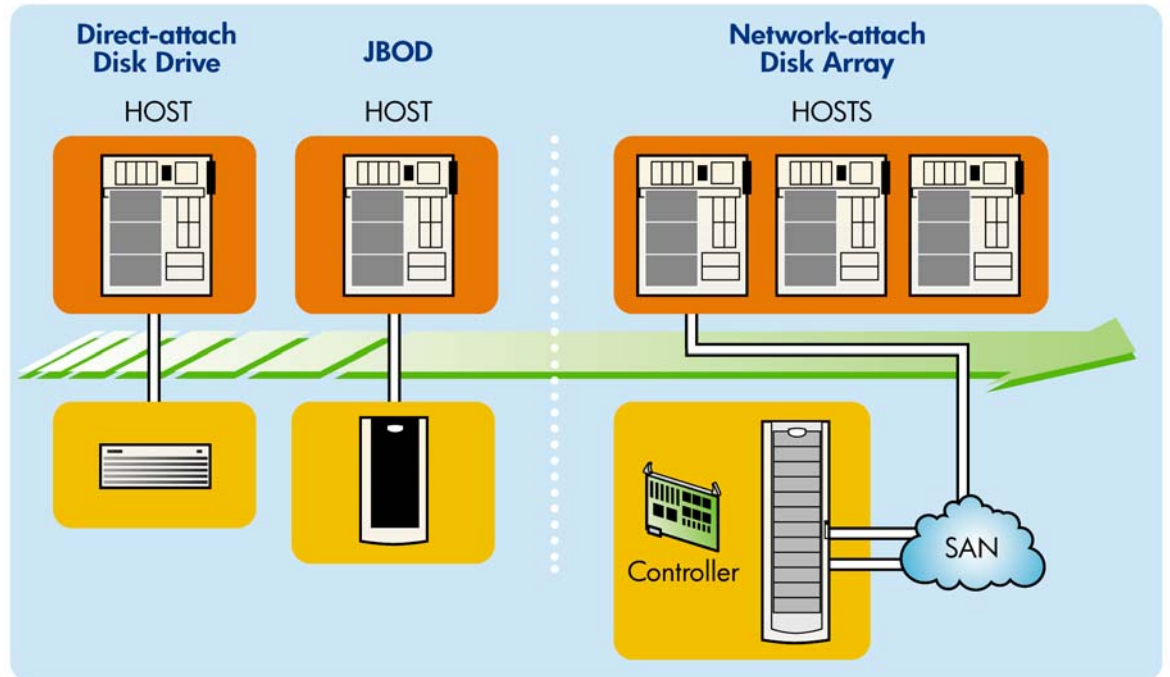 Direct-attach
Disk Drive
JBOD
Network-attach
Disk Array
HOST
HOST
HOSTS
Controller
SAN